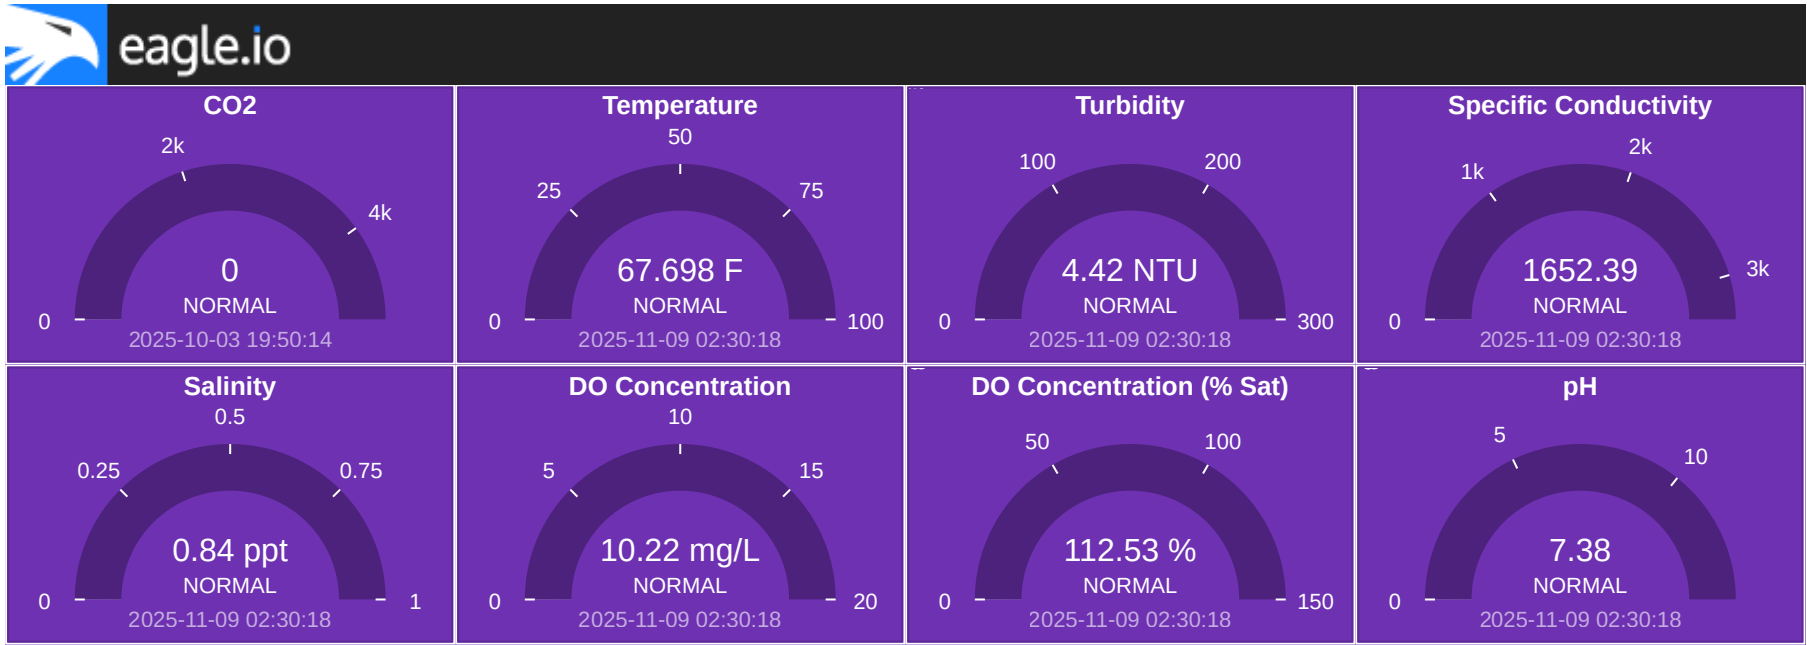 eagle.io
CO2
2k
4k
0
0
NORMAL
2025-10-03 19:50:14
Temperature
50
25
75
67.698 F
NORMAL
0
100
2025-11-09 02:30:18
Turbidity
100
200
4.42 NTU
NORMAL
0
300
2025-11-09 02:30:18
Specific Conductivity
2k
1k
3k
1652.39
NORMAL
0
2025-11-09 02:30:18
Salinity
0.5
0.25
0.75
0.84 ppt
NORMAL
0
1
2025-11-09 02:30:18
DO Concentration
10
5
15
10.22 mg/L
NORMAL
0
20
2025-11-09 02:30:18
DO Concentration (% Sat)
50
100
112.53 %
NORMAL
0
150
2025-11-09 02:30:18
pH
5
10
7.38
NORMAL
0
2025-11-09 02:30:18